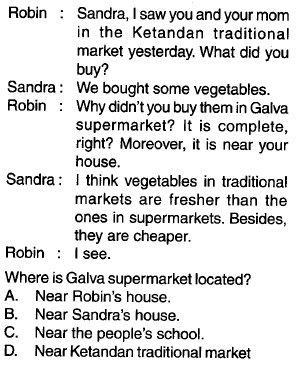 Robin : Sandra, I saw you and your mom
in the Ketandan traditional
market yesterday. What did you
buy?
Sandra : We bought some vegetables.
Robin : Why didn't you buy them in Galva
supermarket? It is complete,
right? Moreover, it is near your
house.
Sandra : I think vegetables in traditional
markets are fresher than the
ones in supermarkets. Besides,
they are cheaper.
Robin : I see.
Where is Galva supermarket located?
A. Near Robin's house.
B. Near Sandra's house.
C. Near the people's school.
D. Near Ketandan traditional market